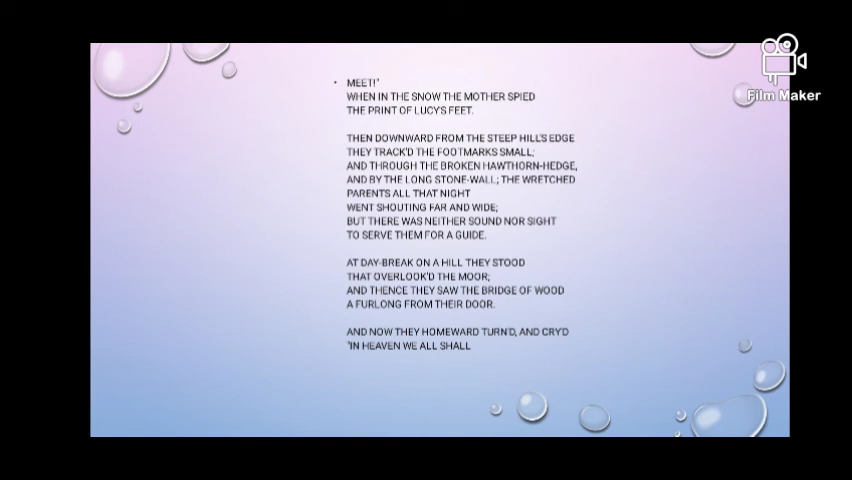 MEET!"
WHEN IN THE SNOW THE MOTHER SPIED
THE PRINT OF LUCY'S FEET.
THEN DOWNWARD FROM THE STEEP HILL'S EDGE
THEY TRACK'D THE FOOTMARKS SMALL;
AND THROUGH THE BROKEN HAWTHORN-HEDGE,
AND BY THE LONG STONE-WALL; THE WRETCHED
PARENTS ALL THAT NIGHT
WENT SHOUTING FAR AND WIDE;
BUT THERE WAS NEITHER SOUND NOR SIGHT
TO SERVE THEM FOR A GUIDE.
AT DAY-BREAK ON A HILL THEY STOOD
THAT OVERLOOK'D THE MOOR;
AND THENCE THEY SAW THE BRIDGE OF WOOD
A FURLONG FROM THEIR DOOR.
AND NOW THEY HOMEWARD TURN'D, AND CRY'D
"IN HEAVEN WE ALL SHALL
Film Maker